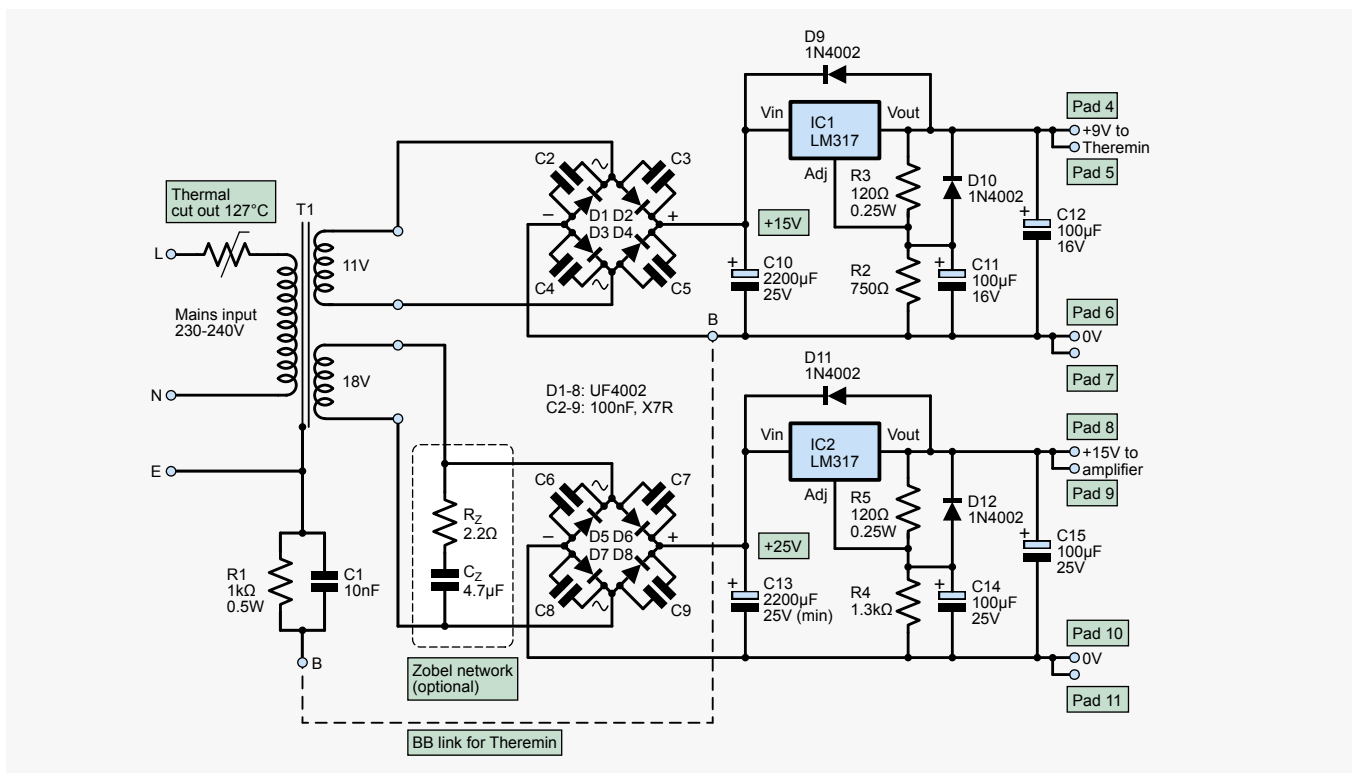 D9
1N4002
Vin
Vout
IC1
LM317
Adj
Pad 4
+9V to
Theremin
Pad 5
C2
C3
D1
D2
D3
D4
C4
C5
~
~
−
+
+15V
R3
120Ω
0.25W
D10
1N4002
+
C12
100µF
16V
+
C10
2200µF
25V
R2
750Ω
+
C11
100µF
16V
Thermal
cut out 127°C
T1
L
11V
Mains input
230-240V
N
18V
E
B
Pad 6
0V
Pad 7
D1-8: UF4002
C2-9: 100nF, X7R
D11
1N4002
Vin
Vout
IC2
LM317
Adj
Pad 8
+15V to
amplifier
Pad 9
C6
C7
D5
D6
D7
D8
C8
C9
~
~
−
+
+25V
R5
120Ω
0.25W
D12
1N4002
+
C15
100µF
25V
+
C13
2200µF
25V (min)
R4
1.3kΩ
+
C14
100µF
25V
RZ
2.2Ω
CZ
4.7µF
R1
1kΩ
0.5W
C1
10nF
B
Zobel network
(optional)
Pad 10
0V
Pad 11
BB link for Theremin